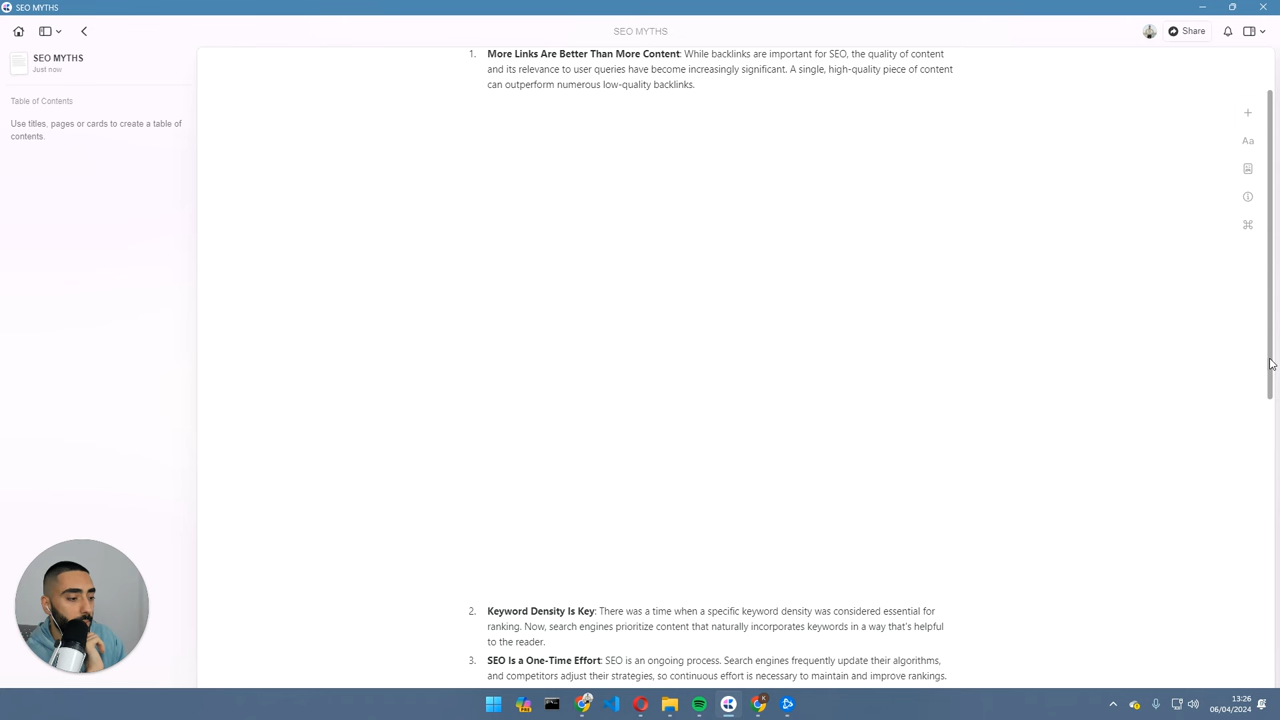 SEO MYTHS
SEO MYTHS
Share
SEO MYTHS
Just now
Table of Contents
Use titles, pages or cards to create a table of
contents.
1. More Links Are Better Than More Content: While backlinks are important for SEO, the quality of content
and its relevance to user queries have become increasingly significant. A single, high-quality piece of content
can outperform numerous low-quality backlinks.
Aa
2. Keyword Density Is Key: There was a time when a specific keyword density was considered essential for
ranking. Now, search engines prioritize content that naturally incorporates keywords in a way that's helpful
to the reader.
3. SEO Is a One-Time Effort: SEO is an ongoing process. Search engines frequently update their algorithms,
and competitors adjust their strategies, so continuous effort is necessary to maintain and improve rankings.
PRE
13:26
06/04/2024